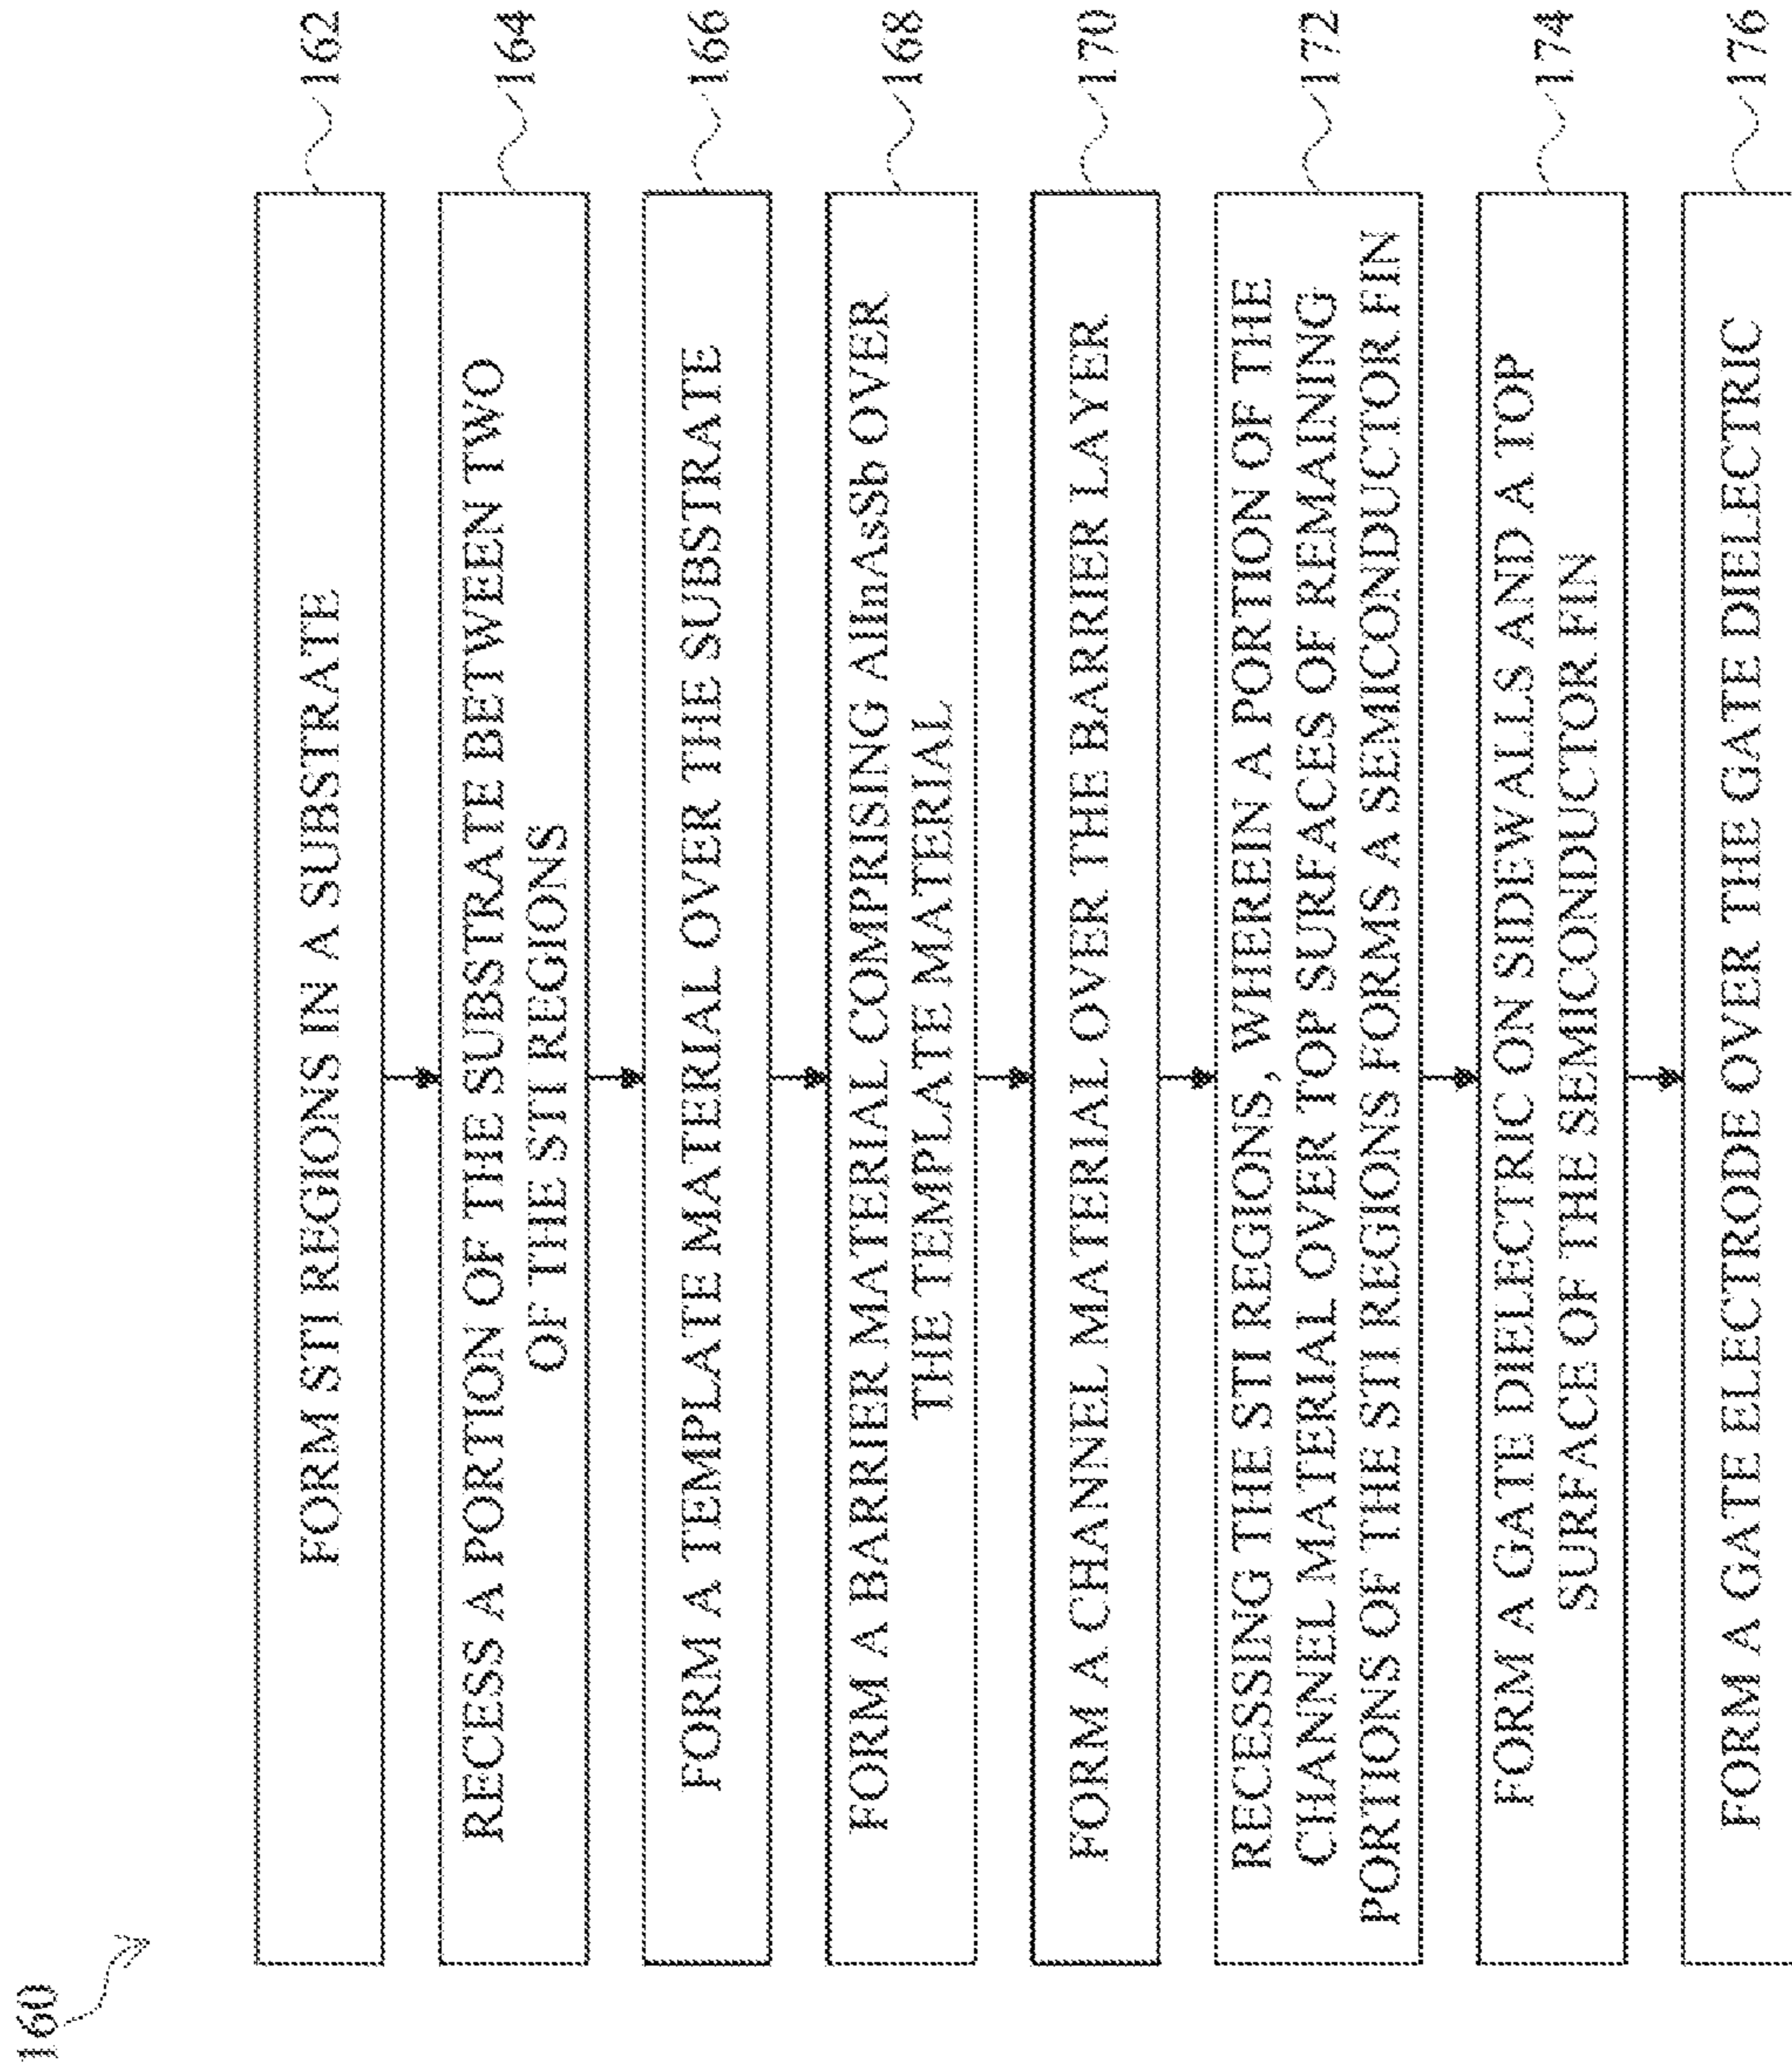 160
FORM STI REGIONS IN A SUBSTRATE
162
RECESS A PORTION OF THE SUBSTRATE BETWEEN TWO
OF THE STI REGIONS
164
FORM A TEMPLATE MATERIAL OVER THE SUBSTRATE
166
FORM A BARRIER MATERIAL COMPRISING AlInAsSb OVER
THE TEMPLATE MATERIAL
168
FORM A CHANNEL MATERIAL OVER THE BARRIER LAYER
170
RECESSING THE STI REGIONS, WHEREIN A PORTION OF THE
CHANNEL MATERIAL OVER TOP SURFACES OF REMAINING
PORTIONS OF THE STI REGIONS FORMS A SEMICONDUCTOR FIN
172
FORM A GATE DIELECTRIC ON SIDEWALLS AND A TOP
SURFACE OF THE SEMICONDUCTOR FIN
174
FORM A GATE ELECTRODE OVER THE GATE DIELECTRIC
176